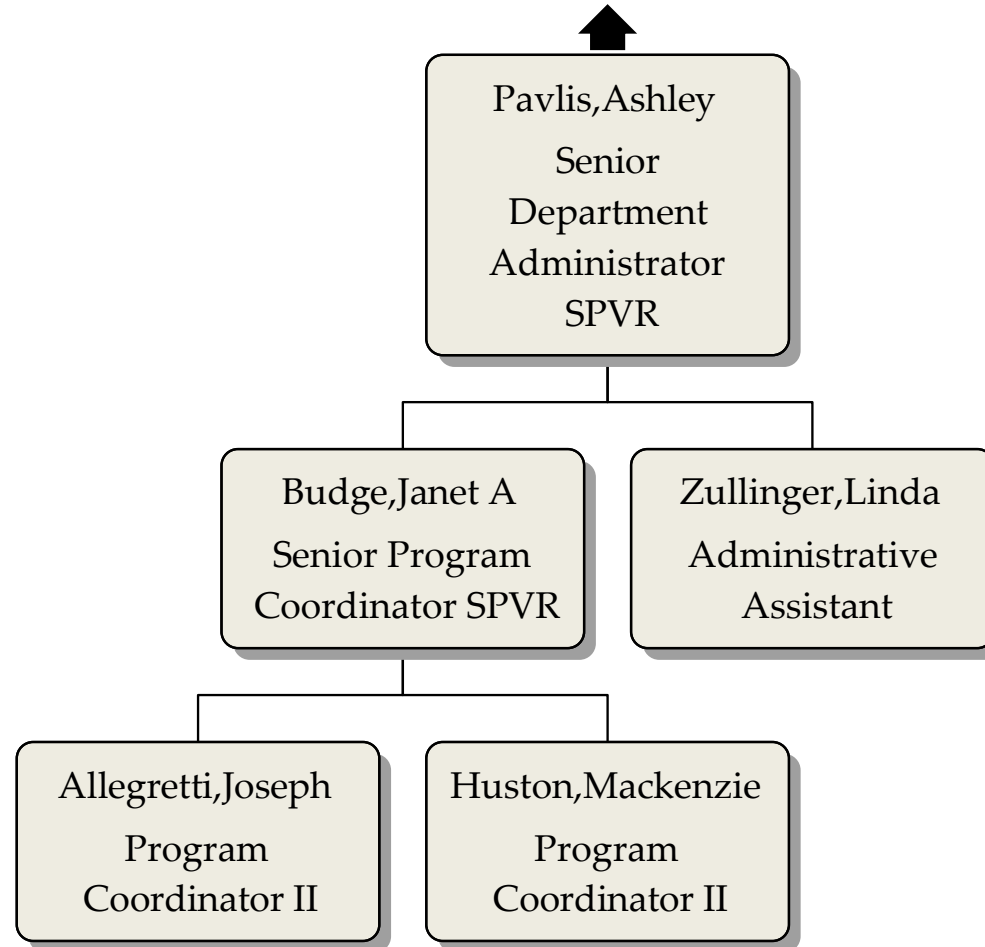 Pavlis,Ashley
Senior
Department
Administrator
SPVR
Budge,Janet A
Senior Program
Coordinator SPVR
Zullinger,Linda
Administrative
Assistant
Allegretti,Joseph
Program
Coordinator II
Huston,Mackenzie
Program
Coordinator II